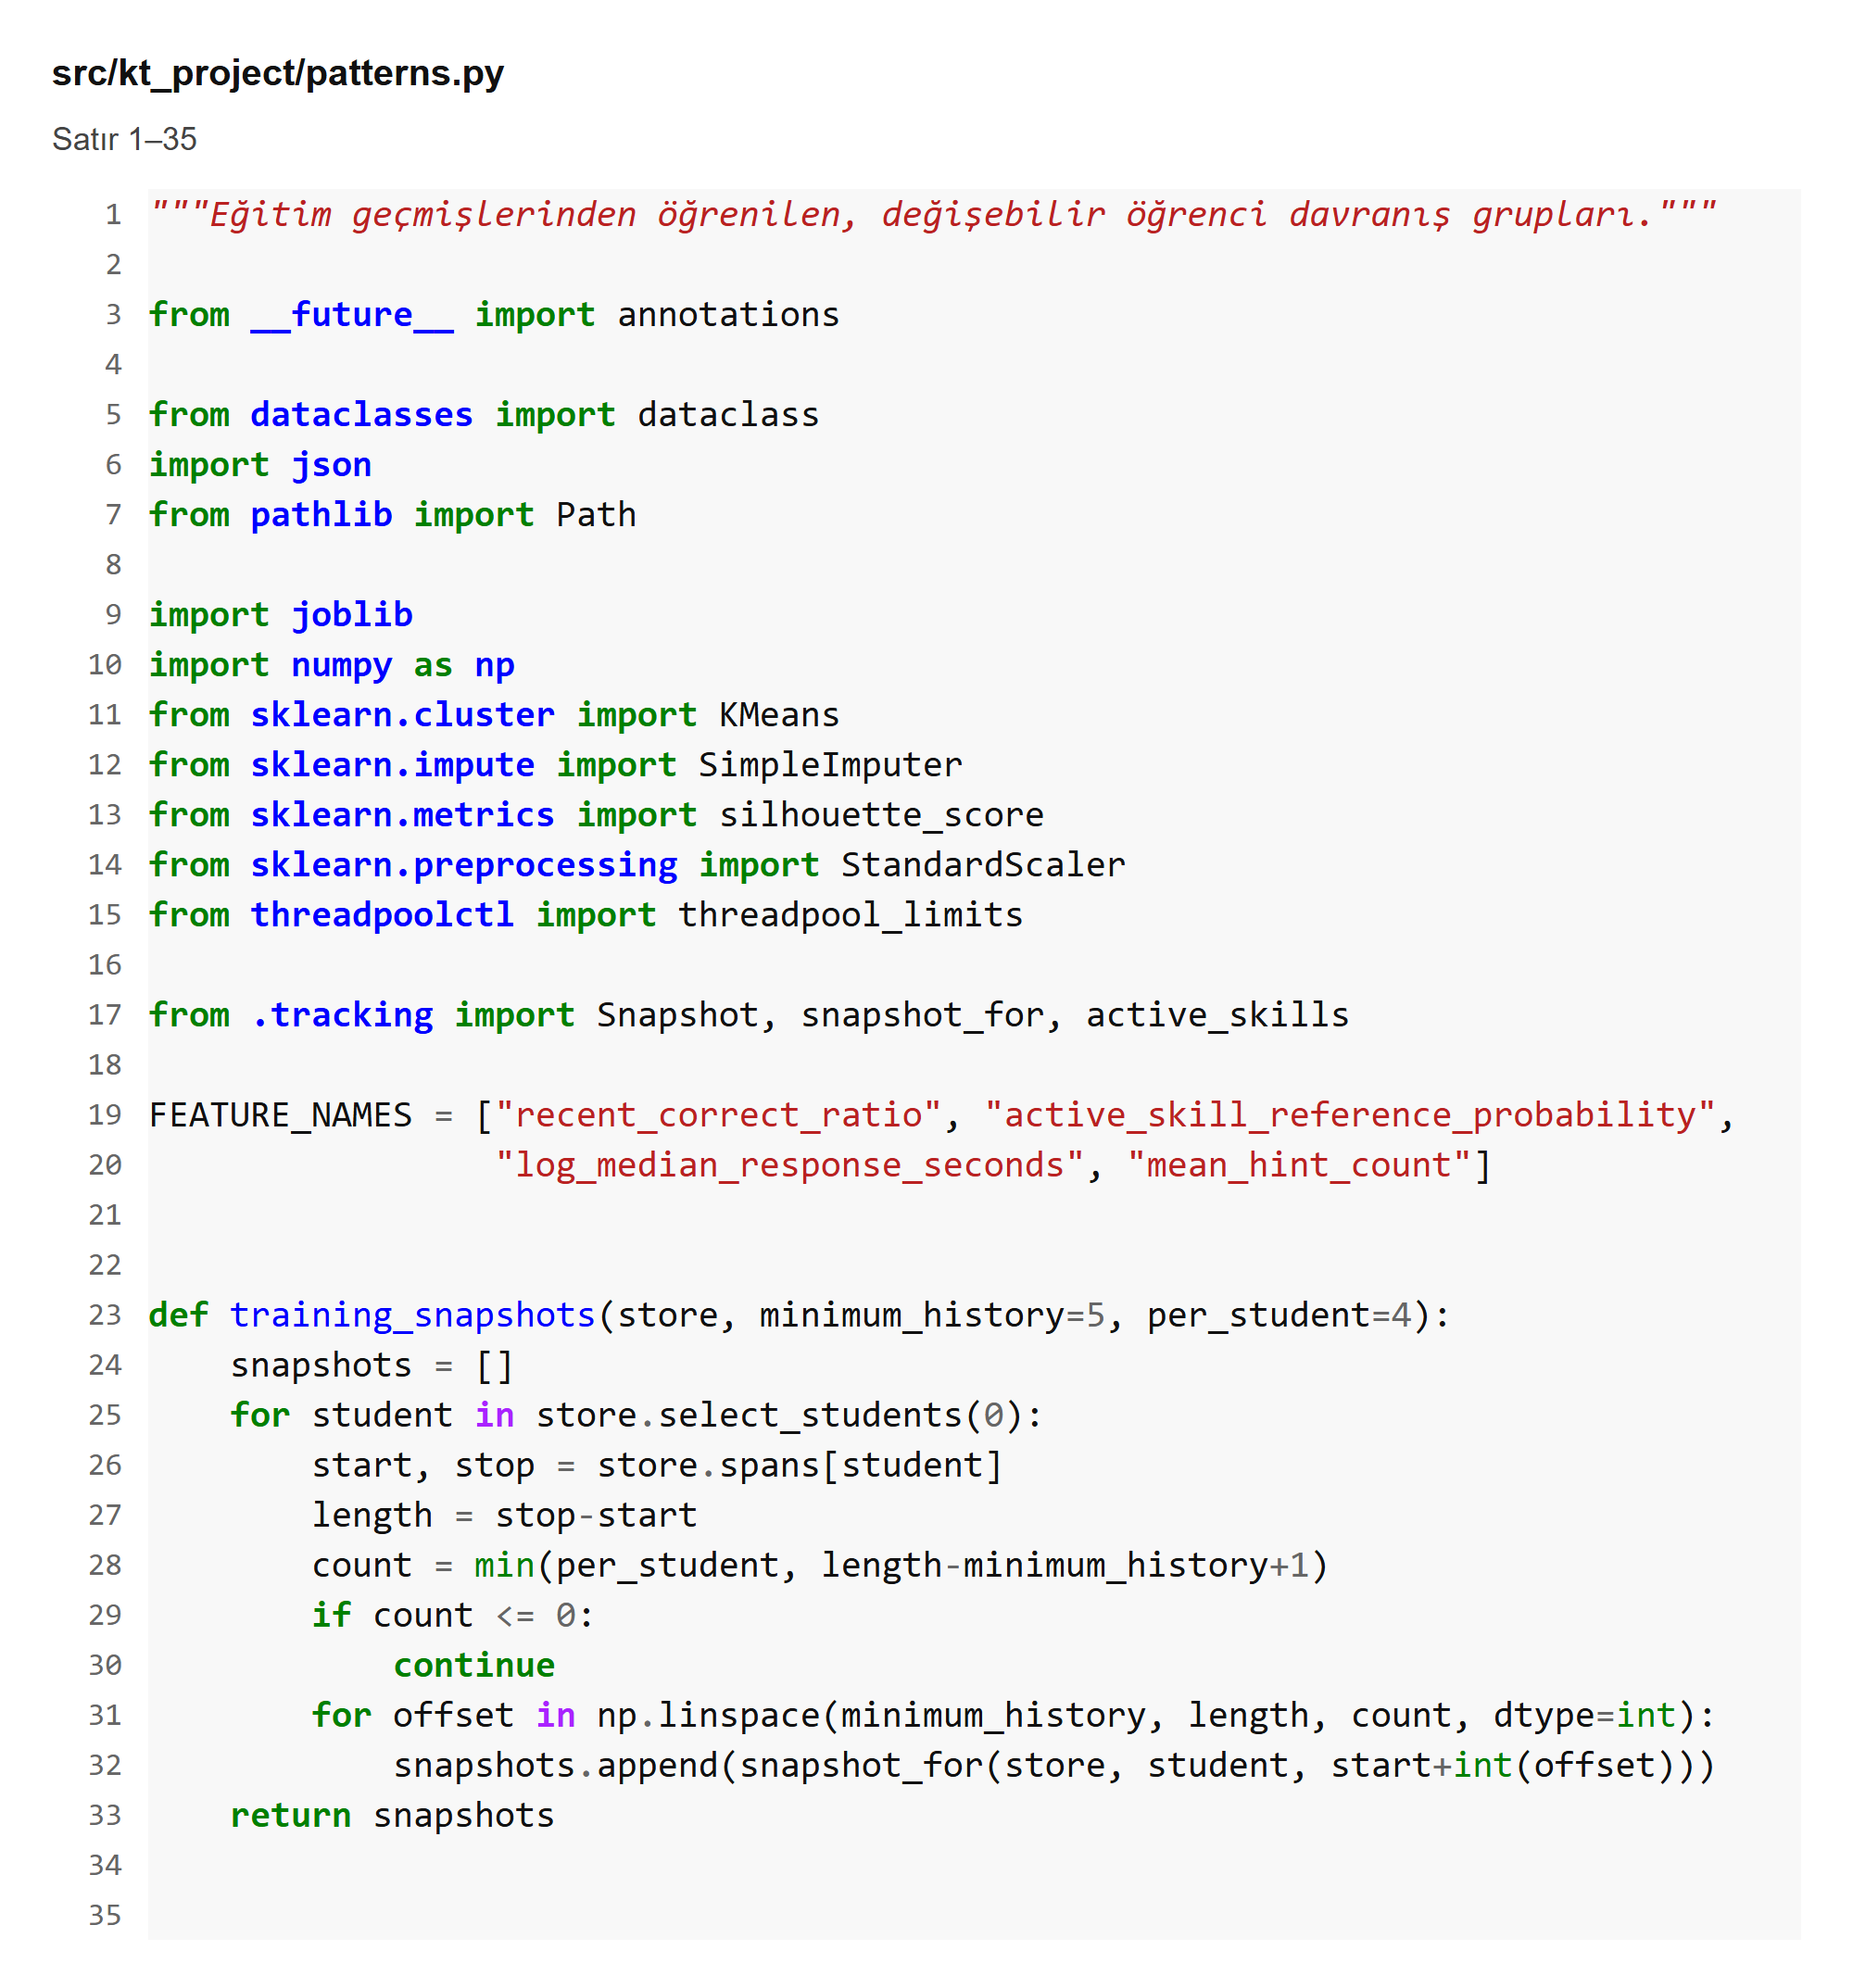 src/kt_project/patterns.py
Satır 1–35
1 """Eğitim geçmişlerinden öğrenilen, değişebilir öğrenci davranış grupları."""
2
3 from __future__ import annotations
4
5 from dataclasses import dataclass
6 import json
7 from pathlib import Path
8
9 import joblib
10 import numpy as np
11 from sklearn.cluster import KMeans
12 from sklearn.impute import SimpleImputer
13 from sklearn.metrics import silhouette_score
14 from sklearn.preprocessing import StandardScaler
15 from threadpoolctl import threadpool_limits
16
17 from .tracking import Snapshot, snapshot_for, active_skills
18
19 FEATURE_NAMES = ["recent_correct_ratio", "active_skill_reference_probability",
20                  "log_median_response_seconds", "mean_hint_count"]
21
22
23 def training_snapshots(store, minimum_history=5, per_student=4):
24     snapshots = []
25     for student in store.select_students(0):
26         start, stop = store.spans[student]
27         length = stop-start
28         count = min(per_student, length-minimum_history+1)
29         if count <= 0:
30             continue
31         for offset in np.linspace(minimum_history, length, count, dtype=int):
32             snapshots.append(snapshot_for(store, student, start+int(offset)))
33     return snapshots
34
35